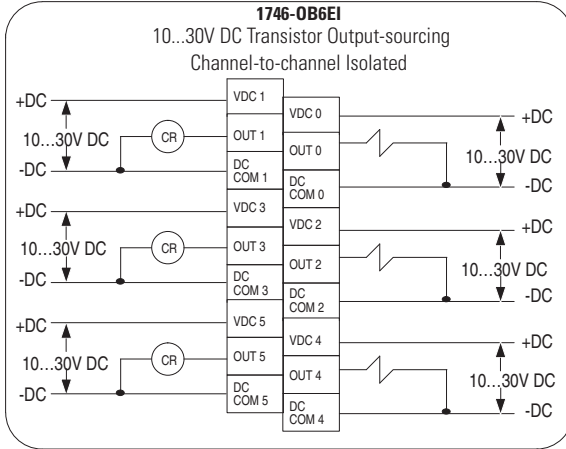 1746-OB6EI
10...30V DC Transistor Output-sourcing
Channel-to-channel Isolated
+DC
VDC 1
VDC 0
+DC
10...30V DC
CR
OUT 1
OUT 0
10...30V DC
-DC
DC
COM 1
DC
COM 0
-DC
+DC
VDC 3
VDC 2
+DC
10...30V DC
CR
OUT 3
OUT 2
10...30V DC
-DC
DC
COM 3
DC
COM 2
-DC
+DC
VDC 5
VDC 4
+DC
10...30V DC
CR
OUT 5
OUT 4
10...30V DC
-DC
DC
COM 5
DC
COM 4
-DC